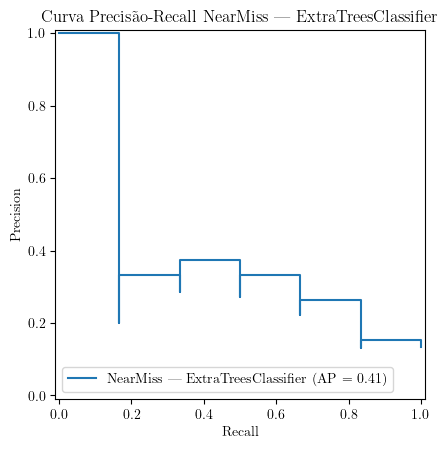 Curva Precisão-Recall NearMiss — ExtraTreesClassifier
1.0
0.8
0.6
0.4
0.2
0.0
Precision
NearMiss — ExtraTreesClassifier (AP = 0.41)
0.0 0.2 0.4 0.6 0.8 1.0
Recall